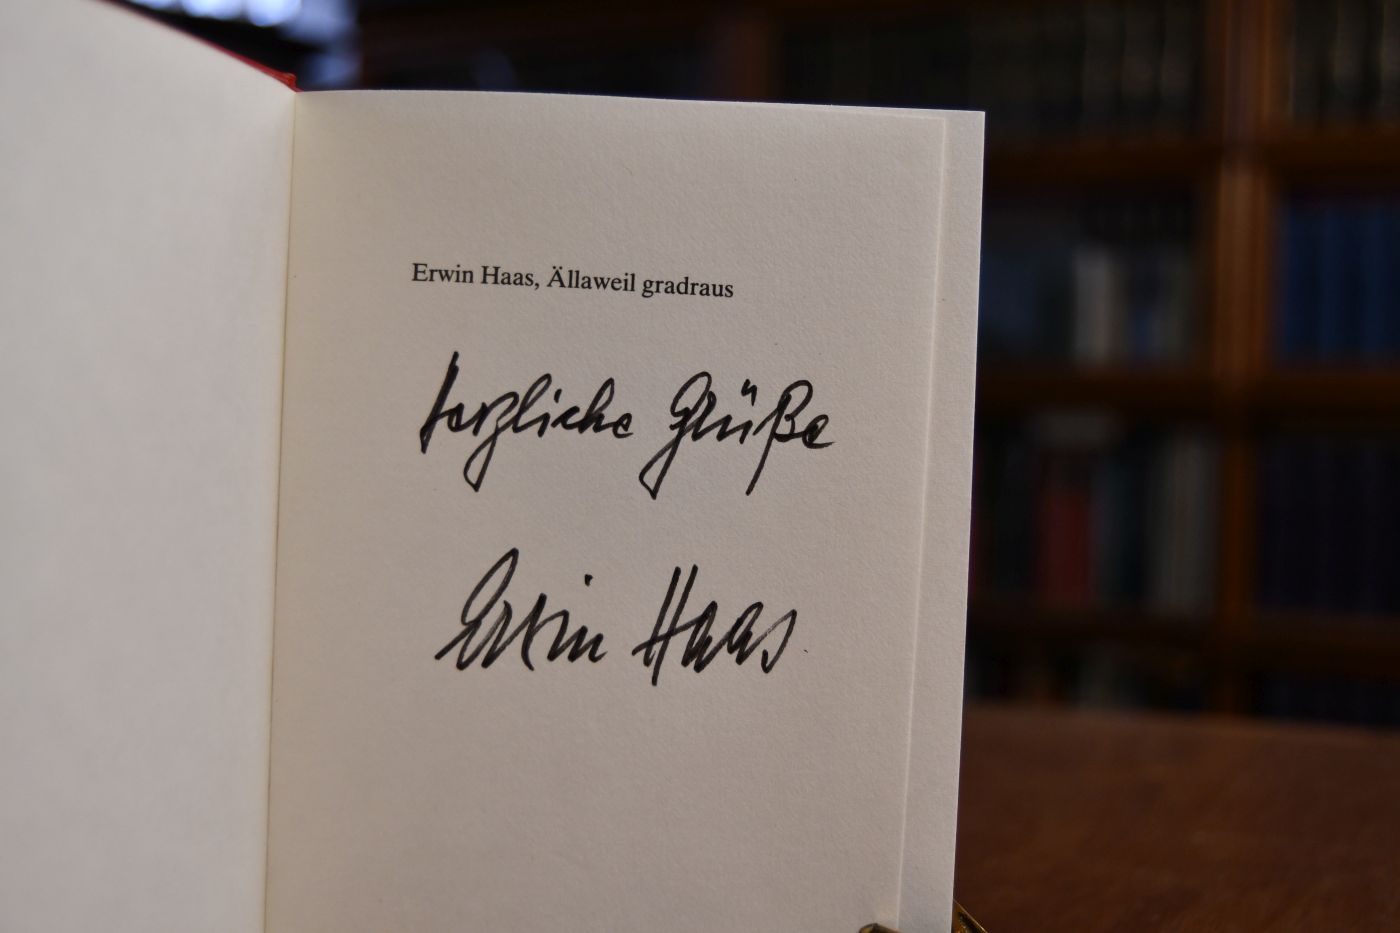 Erwin Haas, Ällaweil gradraus
herzliche Grüße
Erwin Haas